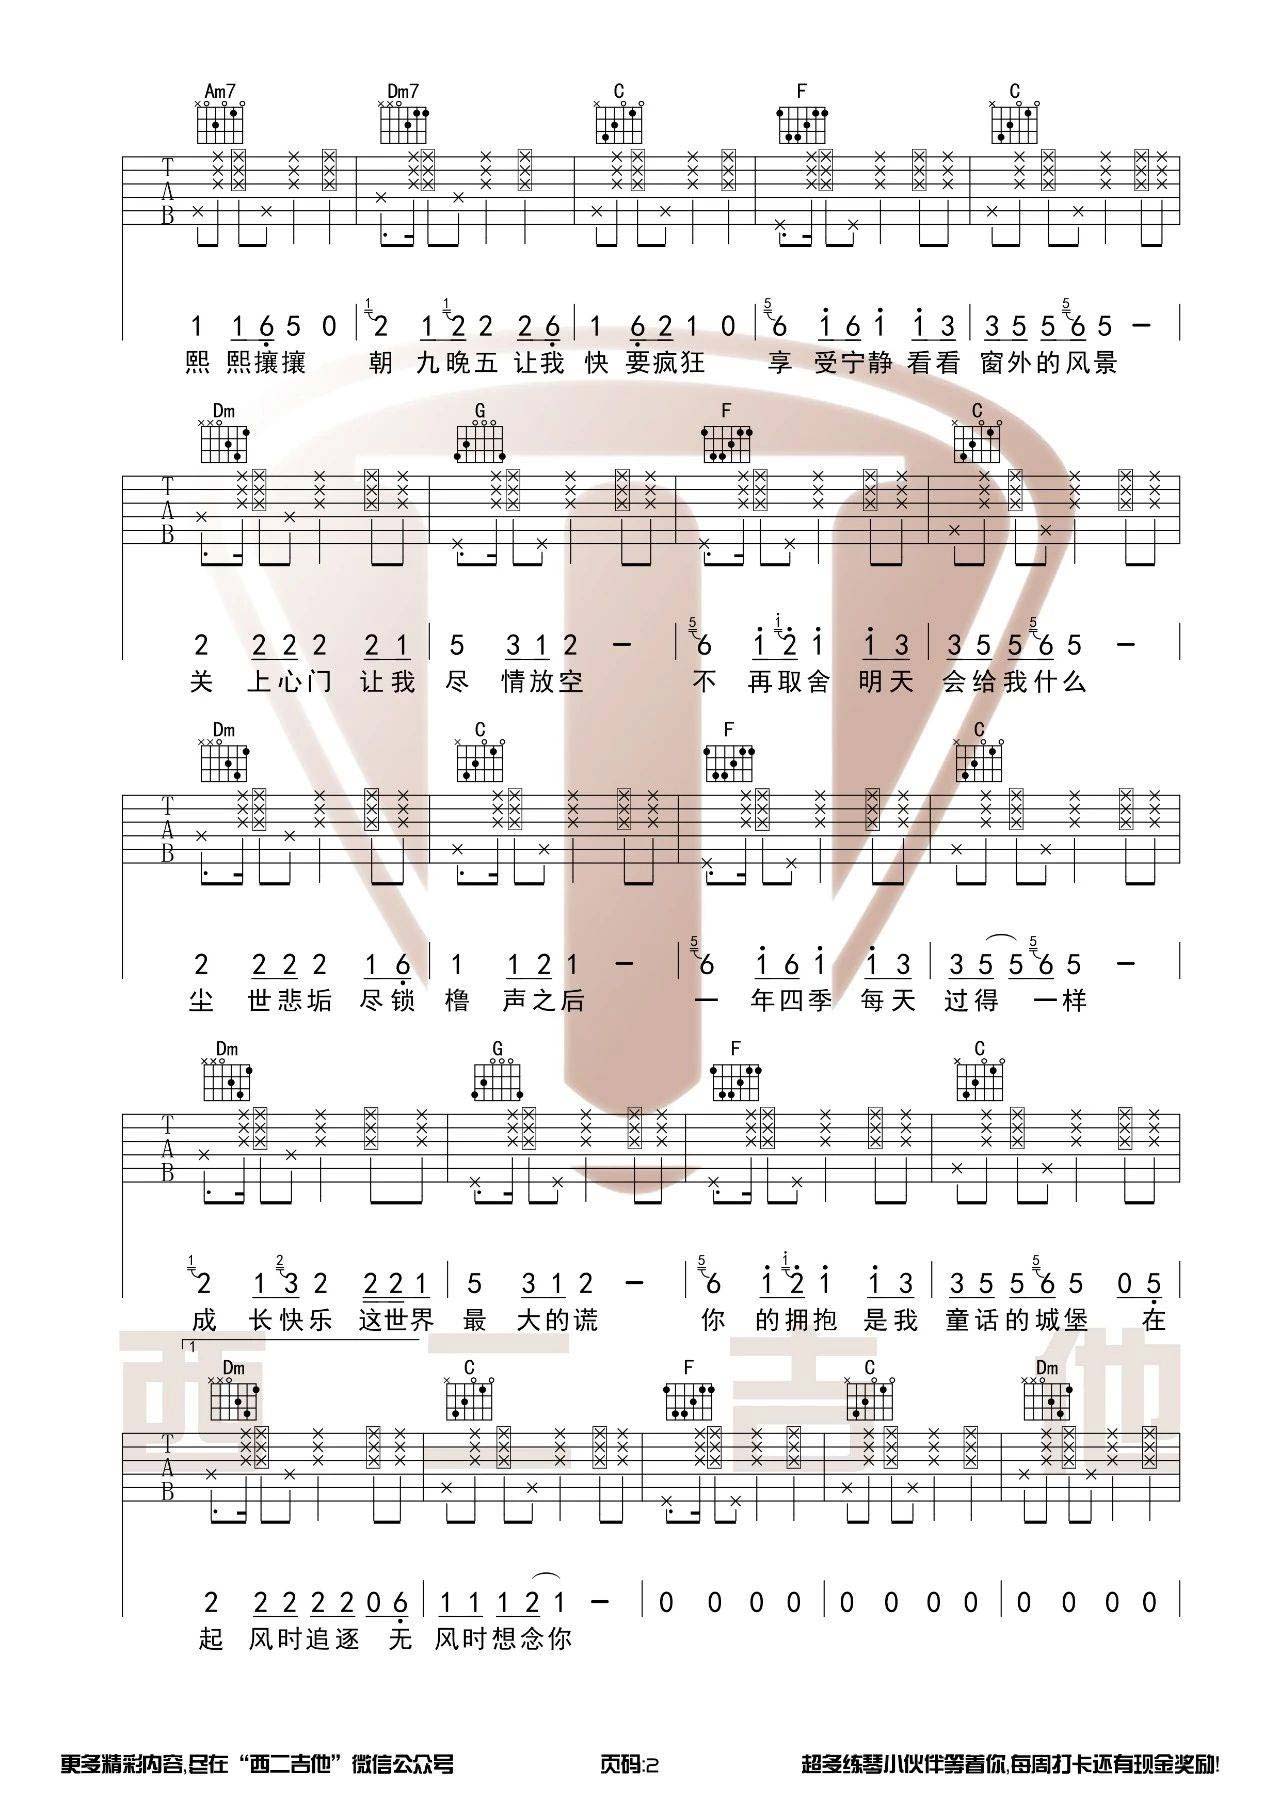 Am7 Dm7 C F C
T
A
B
1 1 6 5 0 1 2 1 1 2 2 2 6 1 6 2 1 0 5 6 1 6 1 1 3 3 5 5 5 6 5 —
熙 熙攘攘 朝 九晚五 让我 快 要疯狂 享 受宁静 看看 窗外的风景
Dm G F C
T
A
B
2 2 2 2 2 1 5 3 1 2 — 5 6 1 i 2 1 1 3 3 5 5 5 6 5 —
关 上心门 让我 尽 情放空 不 再取舍 明天 会给我什么
Dm C F C
T
A
B
2 2 2 2 1 6 1 1 2 1 — 5 6 1 6 1 1 3 3 5 5 5 6 5 —
尘 世悲垢 尽锁 橹 声之后 一 年四季 每天 过得 一样
Dm G F C
T
A
B
1 2 1 2 3 2 2 2 1 5 3 1 2 — 5 6 1 i 2 1 1 3 3 5 5 5 6 5 0 5
成 长快乐 这世界 最 大的谎 你 的拥抱 是我 童话的城堡 在
西二吉他
1
Dm C F C Dm
T
A
B
2 2 2 2 2 0 6 1 1 1 2 1 — 0 0 0 0 0 0 0 0 0 0 0 0
起 风时追逐 无 风时想念你
更多精彩内容,尽在“西二吉他”微信公众号 页码:2 超多练琴小伙伴等着你,每周打卡还有现金奖励!